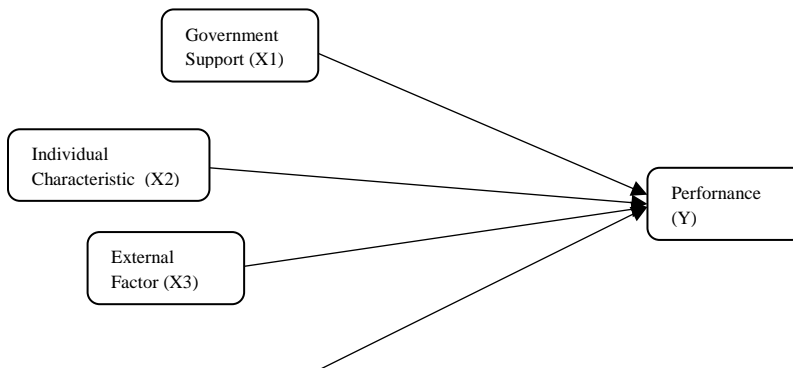 Government
Support (X1)
Individual
Characteristic  (X2)
Perfornance
(Y)
External
Factor (X3)